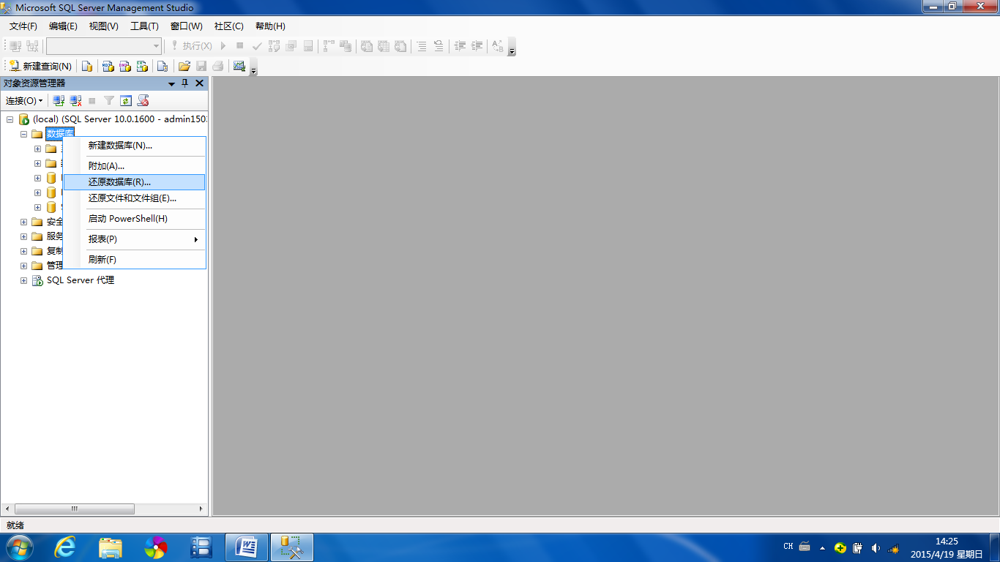 Microsoft SQL Server Management Studio
文件(F) 编辑(E) 视图(V) 工具(T) 窗口(W) 社区(C) 帮助(H)
执行(X)
新建查询(N)
对象资源管理器
连接(O)
(local) (SQL Server 10.0.1600 - admin150
数据库
新建数据库(N)...
附加(A)...
还原数据库(R)...
还原文件和文件组(E)...
启动 PowerShell(H)
报表(P)
刷新(F)
安全
服务
复制
管理
SQL Server 代理
就绪
CH
14:25
2015/4/19 星期日